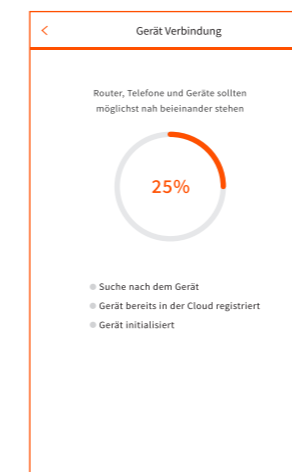 Gerät Verbindung
Router, Telefone und Geräte sollten
möglichst nah beieinander stehen
25%
Suche nach dem Gerät
Gerät bereits in der Cloud registriert
Gerät initialisiert